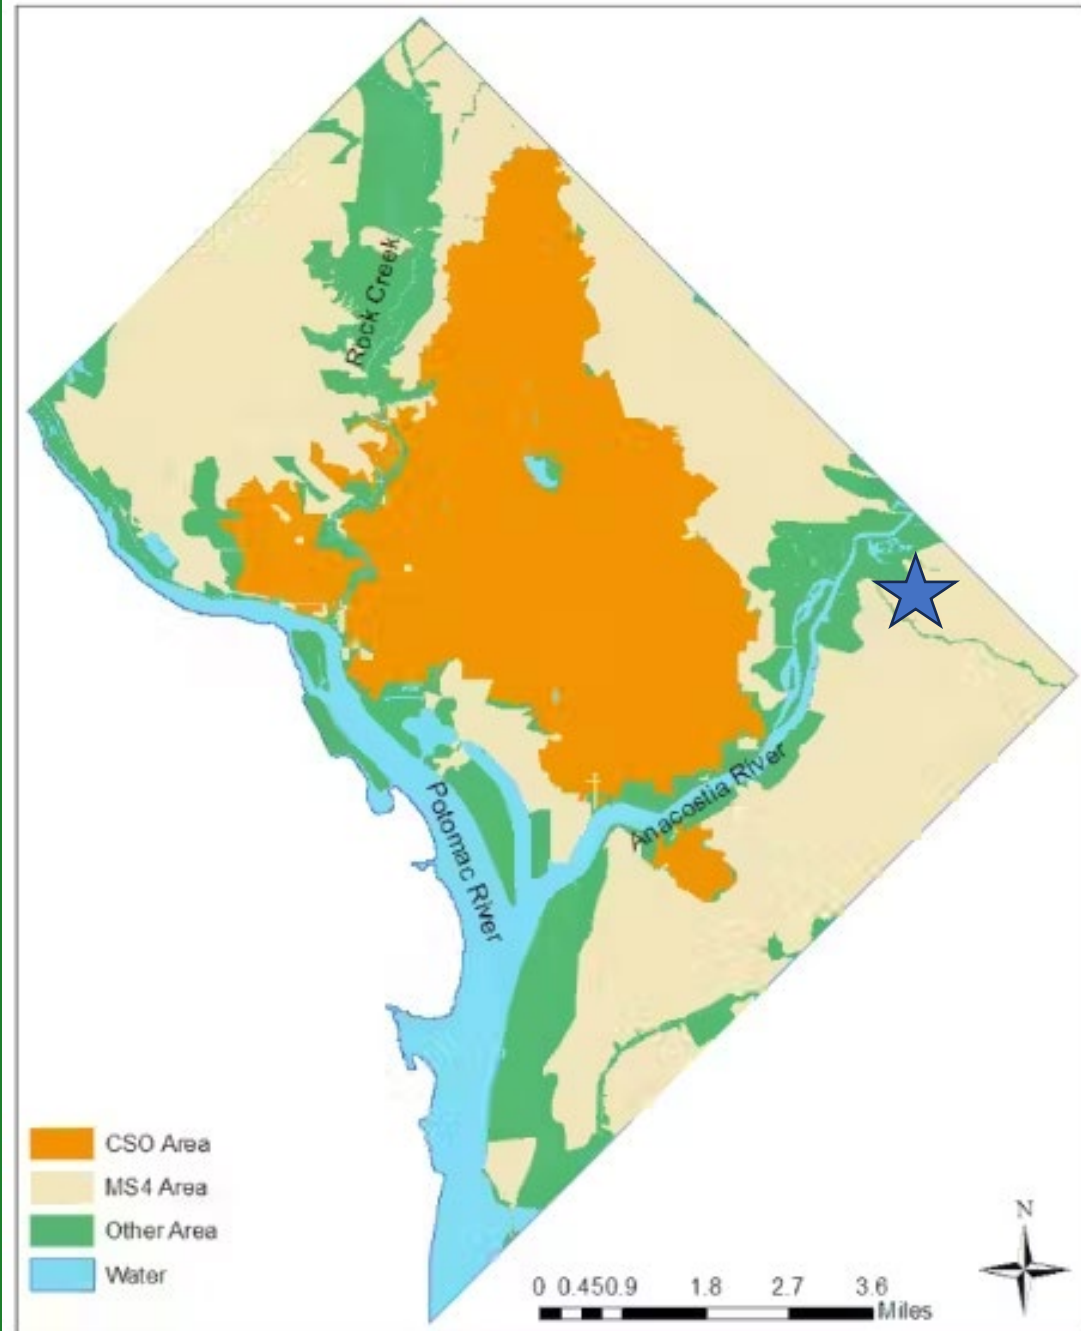 Rock Creek
Potomac River
Anacostia River
CSO Area
MS4 Area
Other Area
Water
N
0 0.450.9 1.8 2.7 3.6
Miles